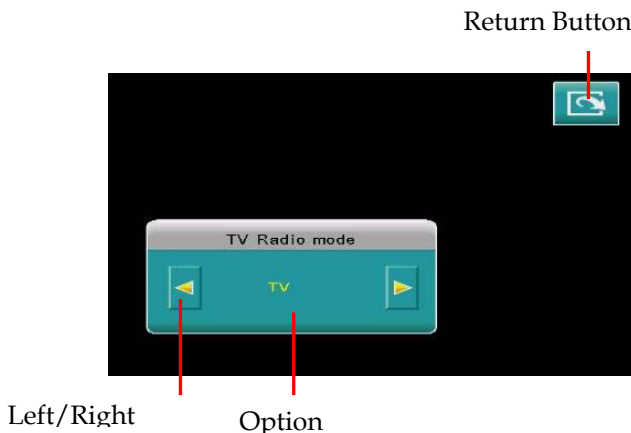 Return Button
TV Radio mode
TV
Left/Right
Option